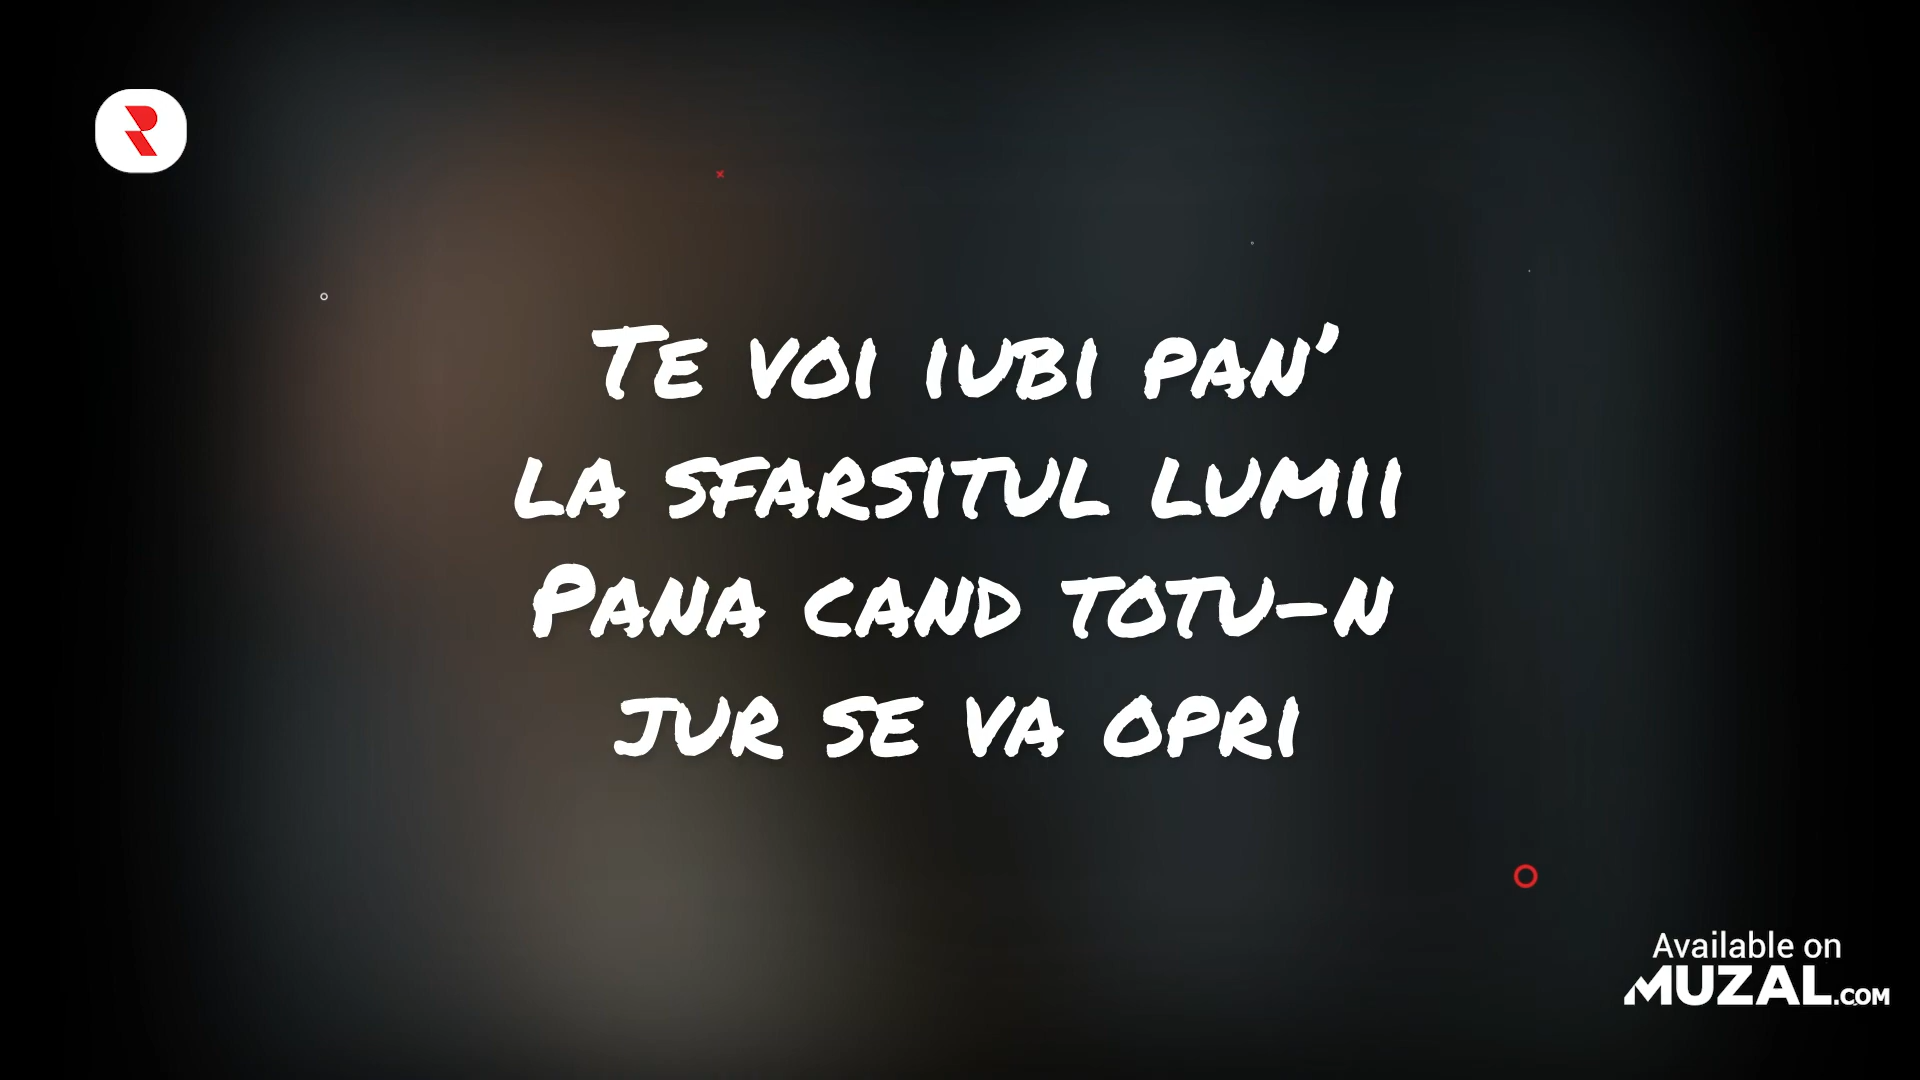 Te voi iubi pan’
la sfarsitul lumii
Pana cand totu-n
jur se va opri
Available on
MUZAL.COM